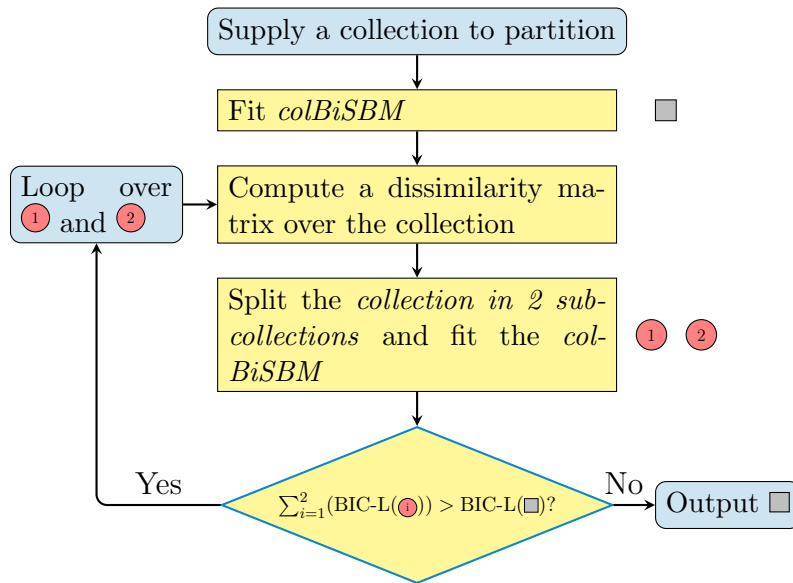 Supply a collection to partition
Fit colBiSBM
Loop over
1 and 2
Compute a dissimilarity ma-
trix over the collection
Split the collection in 2 sub-
collections and fit the col-
BiSBM
1 2
Yes
∑²ᵢ₌₁(BIC-L(i)) > BIC-L(■)?
No
Output ■